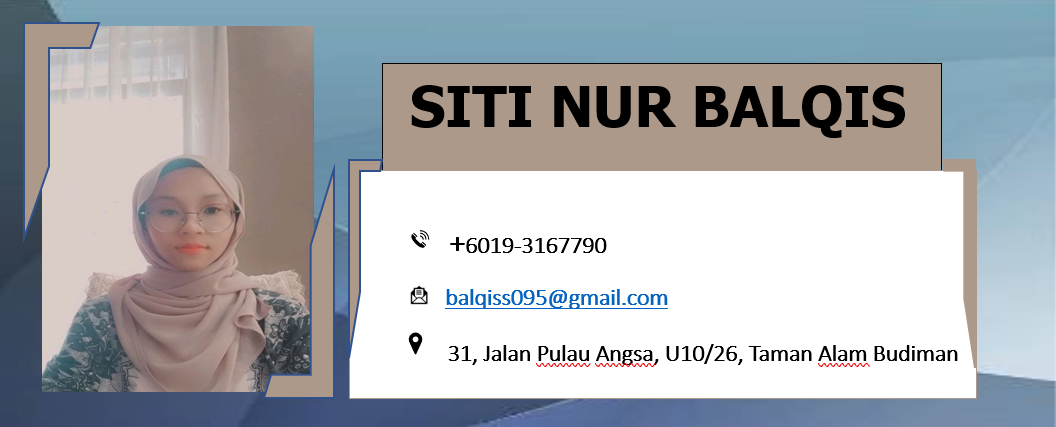 SITI NUR BALQIS
+6019-3167790
balqiss095@gmail.com
31, Jalan Pulau Angsa, U10/26, Taman Alam Budiman